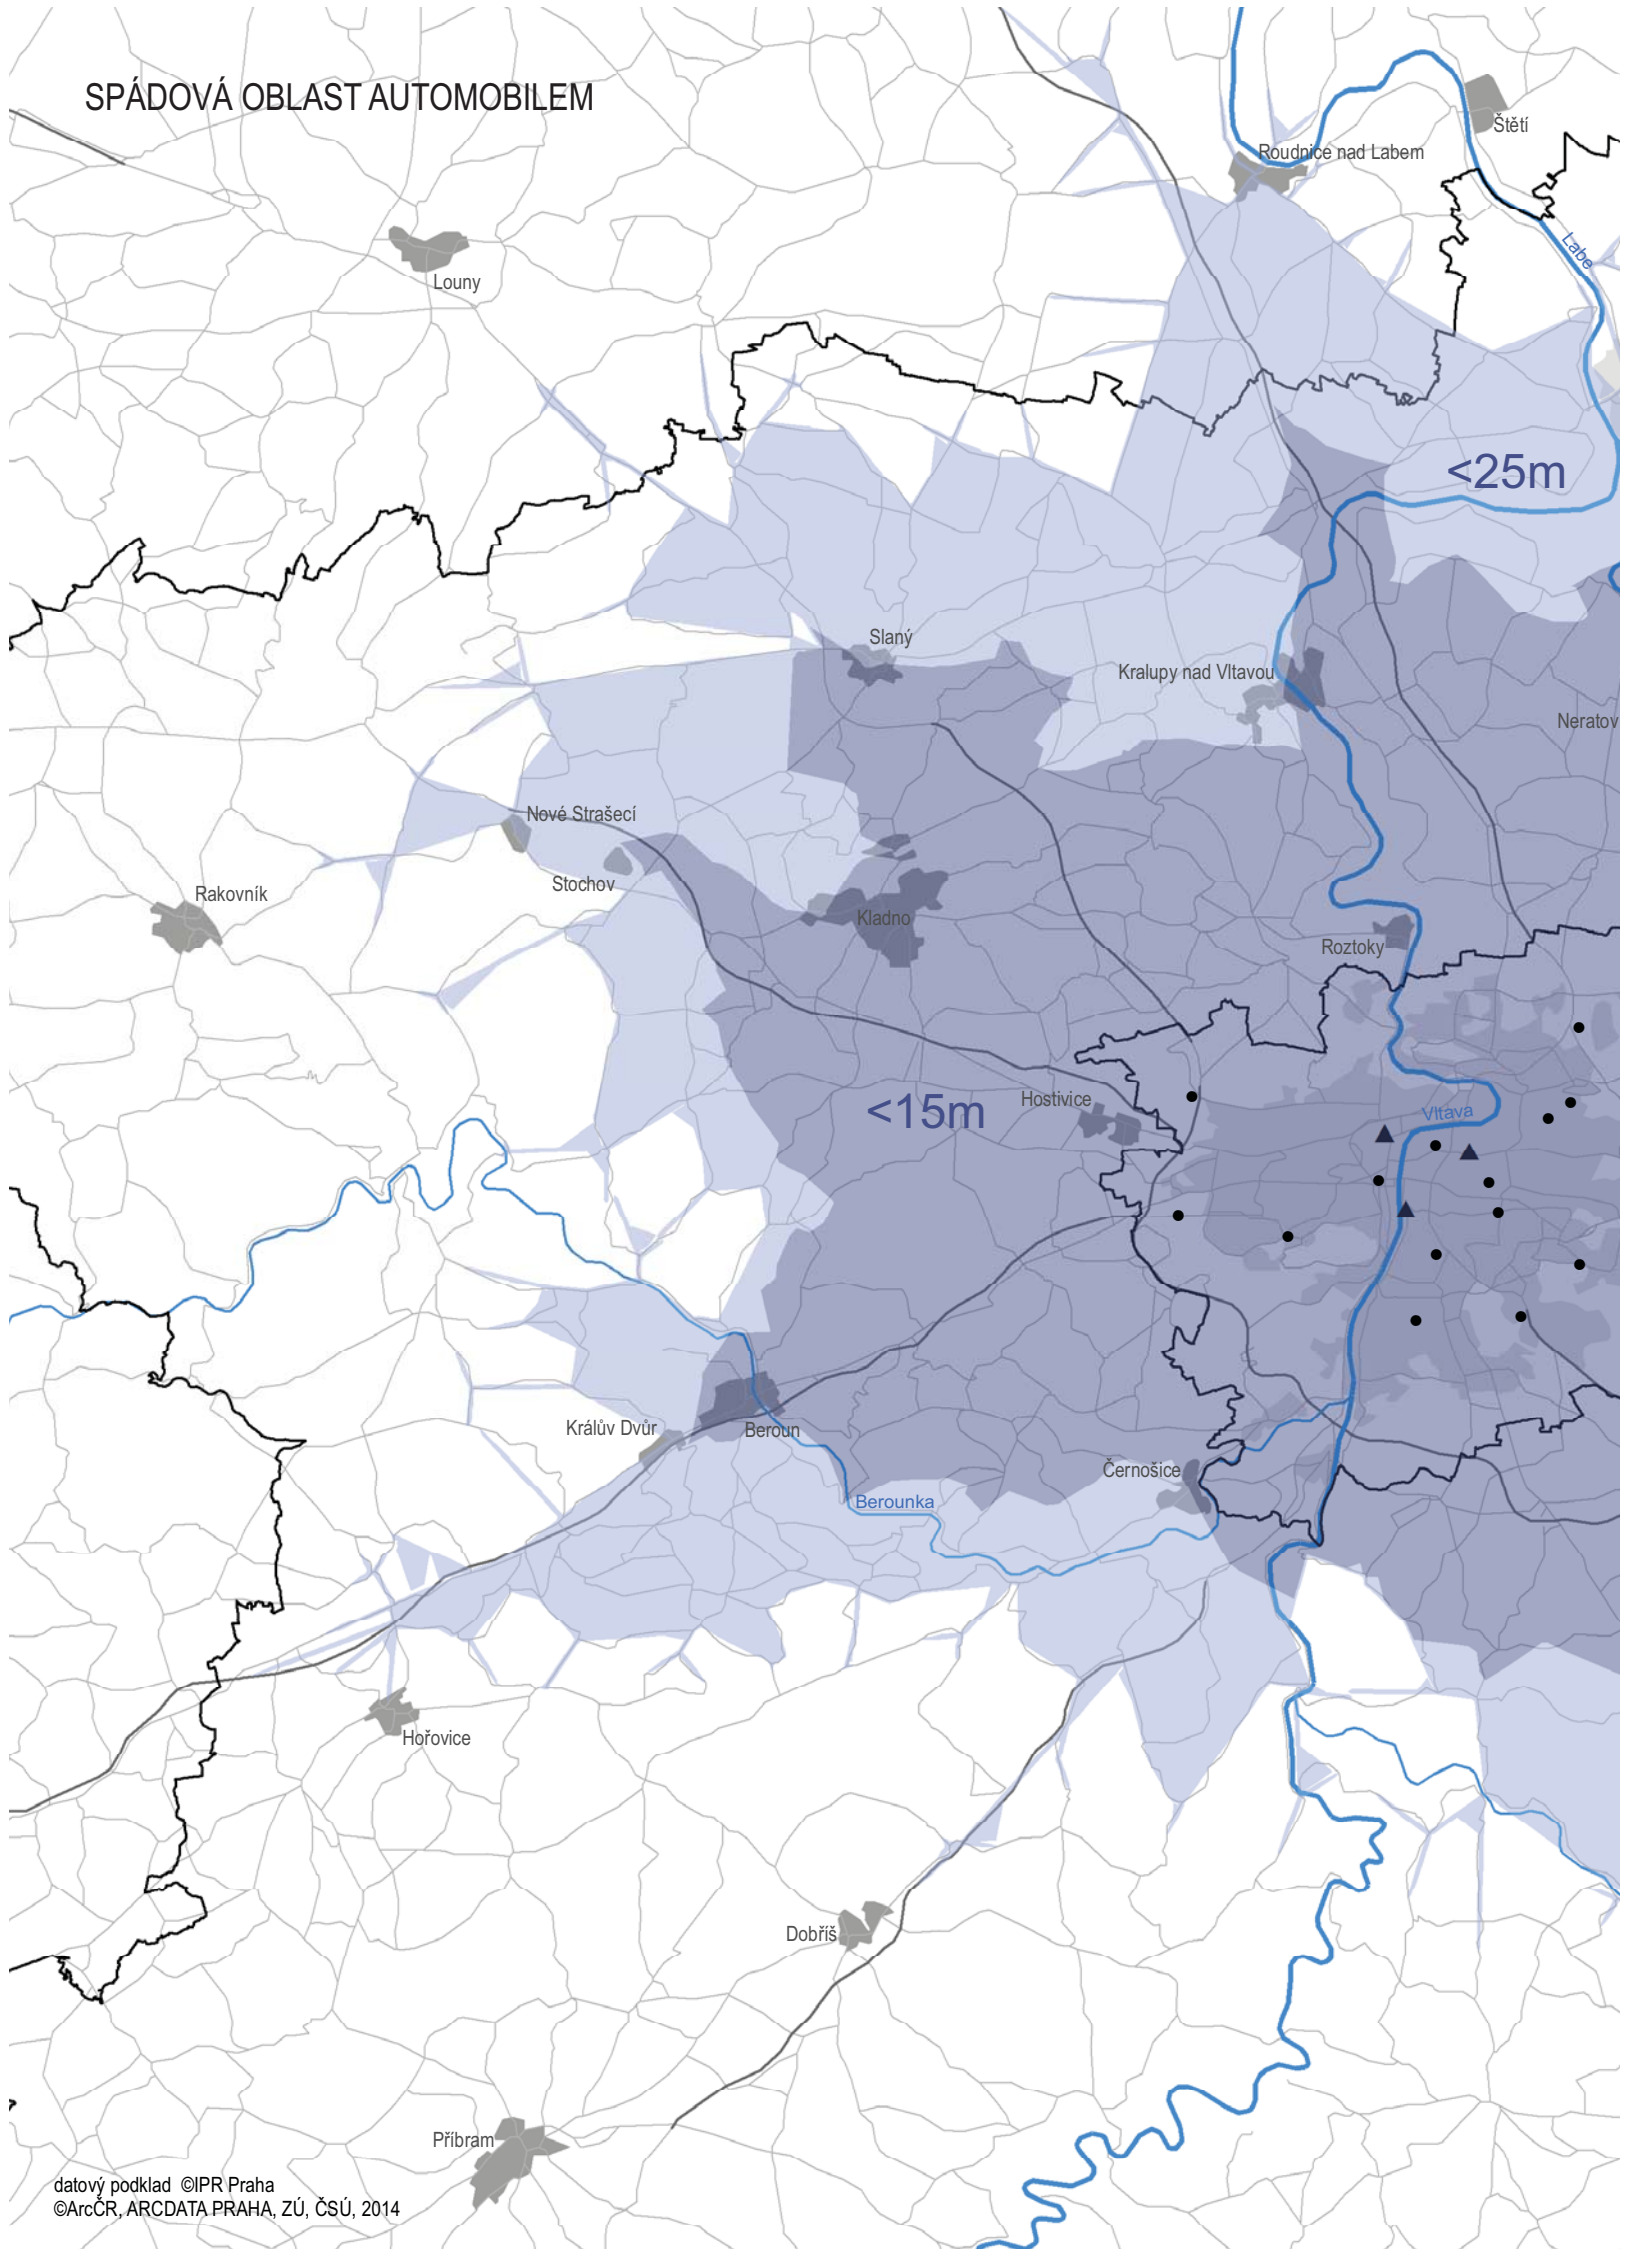 SPÁDOVÁ OBLAST AUTOMOBILEM
Štětí
Roudnice nad Labem
Labe
Louny
<25m
Slaný
Kralupy nad Vltavou
Neratov
Nové Strašecí
Stochov
Rakovník
Kladno
Roztoky
Hostivice
<15m
Vltava
Královův Dvůr
Beroun
Černošice
Berounka
Hořovice
Dobříš
Příbram
datový podklad ©IPR Praha
©ArcČR, ARCDATA PRAHA, ZÚ, ČSÚ, 2014